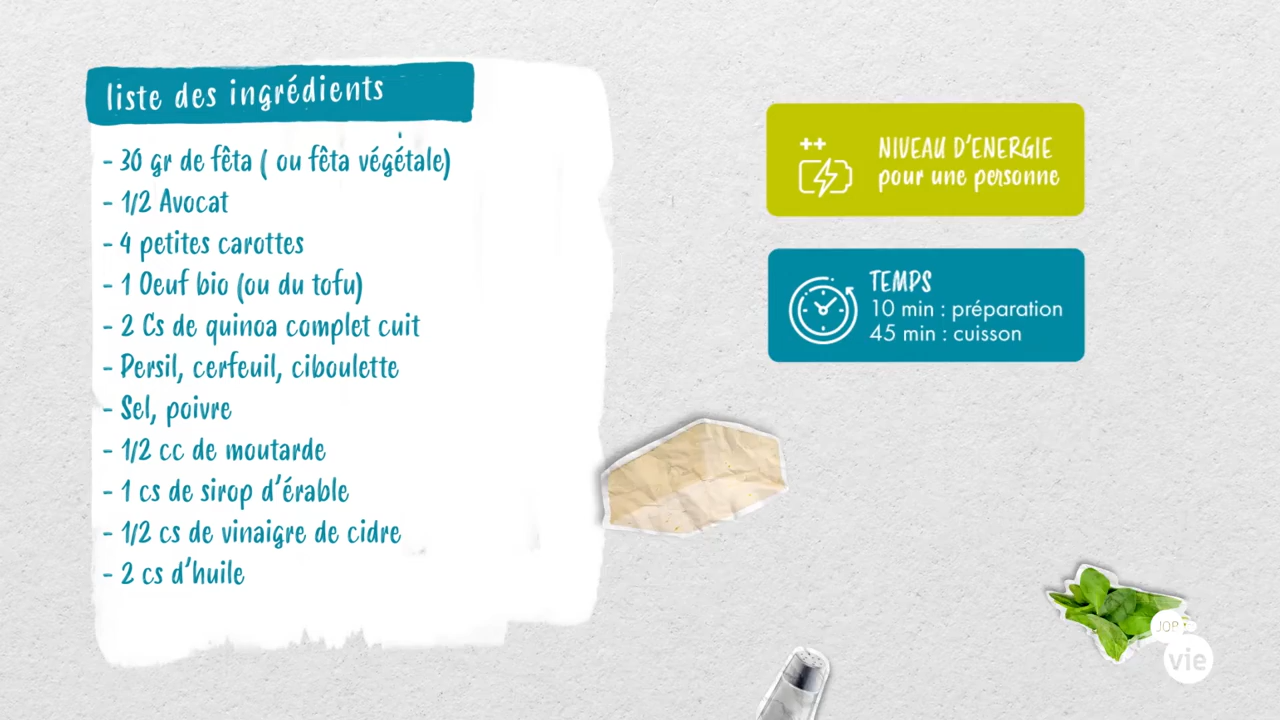 liste des ingrédients
- 30 gr de fêta ( ou fêta végétale)
- 1/2 Avocat
- 4 petites carottes
- 1 Oeuf bio (ou du tofu)
- 2 Cs de quinoa complet cuit
- Persil, cerfeuil, ciboulette
- Sel, poivre
- 1/2 cc de moutarde
- 1 cs de sirop d'érable
- 1/2 cs de vinaigre de cidre
- 2 cs d'huile
++
NIVEAU D'ENERGIE
pour une personne
TEMPS
10 min : préparation
45 min : cuisson
vie